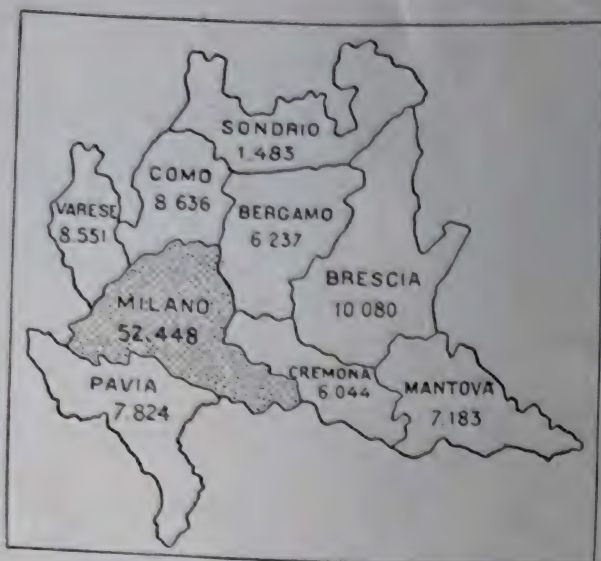 SONDRIO
1.483
COMO
8 636
VARESE
8.551
BERGAMO
6 237
BRESCIA
10 080
MILANO
52.448
CREMONA
6.044
MANTOVA
7.183
PAVIA
7.824